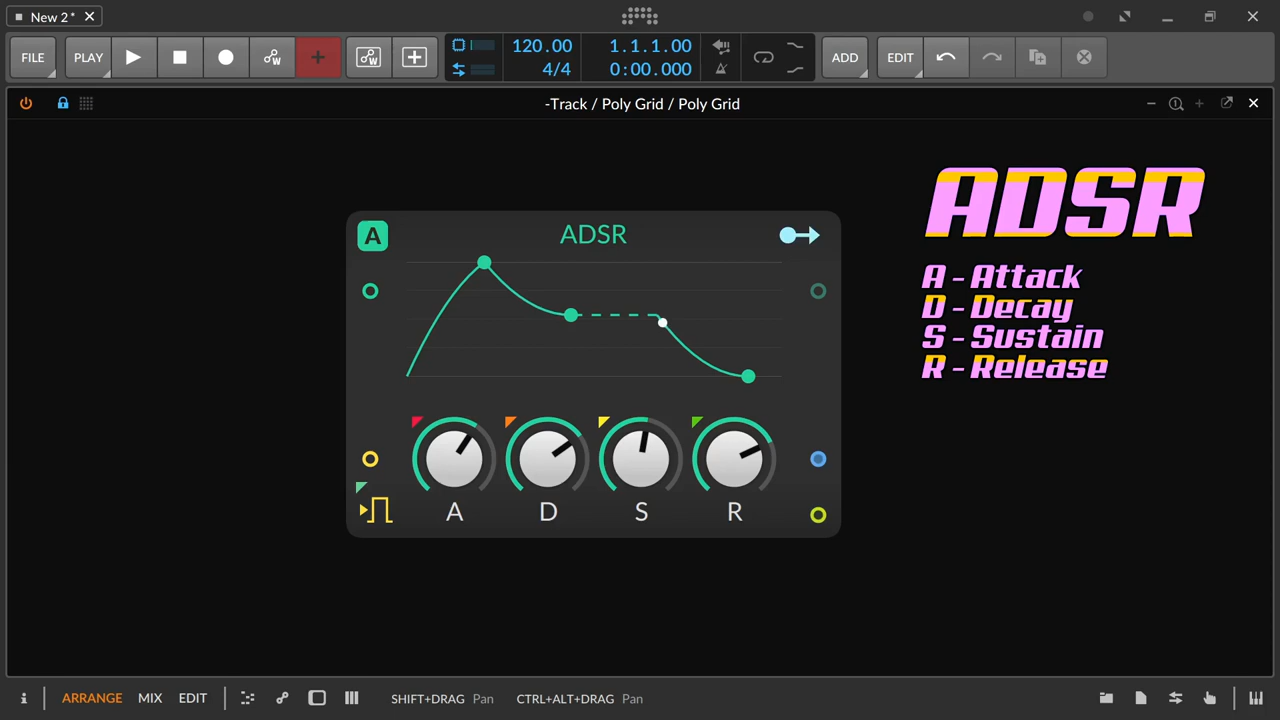 New 2*
FILE
PLAY
W
W
120.00
4/4
1.1.1.00
0:00.000
ADD
EDIT
-Track / Poly Grid / Poly Grid
1
ADSR
A
ADSR
A - Attack
D - Decay
S - Sustain
R - Release
A
D
S
R
i
ARRANGE
MIX
EDIT
SHIFT+DRAG Pan
CTRL+ALT+DRAG Pan